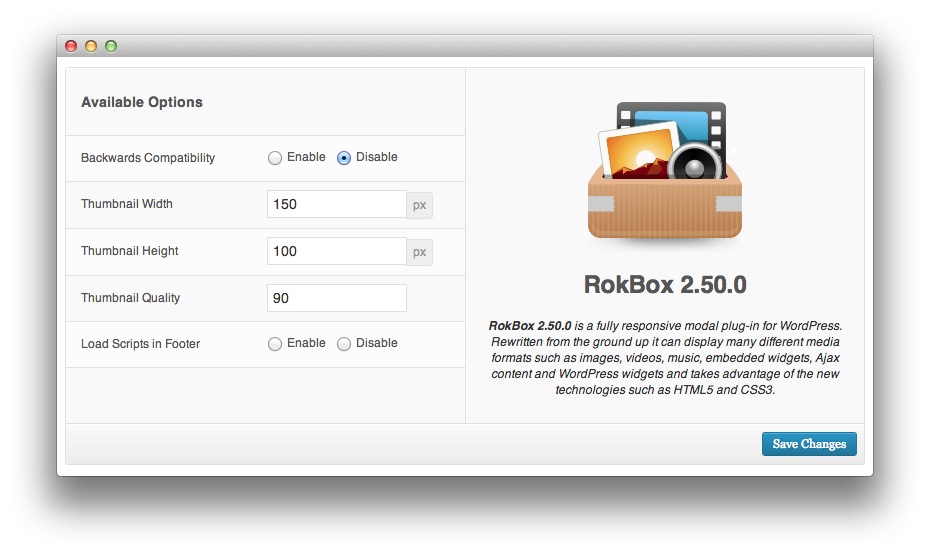 Available Options
Backwards Compatibility Enable Disable
Thumbnail Width 150 px
Thumbnail Height 100 px
Thumbnail Quality 90
Load Scripts in Footer Enable Disable
RokBox 2.50.0
RokBox 2.50.0 is a fully responsive modal plug-in for WordPress.
Rewritten from the ground up it can display many different media
formats such as images, videos, music, embedded widgets, Ajax
content and WordPress widgets and takes advantage of the new
technologies such as HTML5 and CSS3.
Save Changes